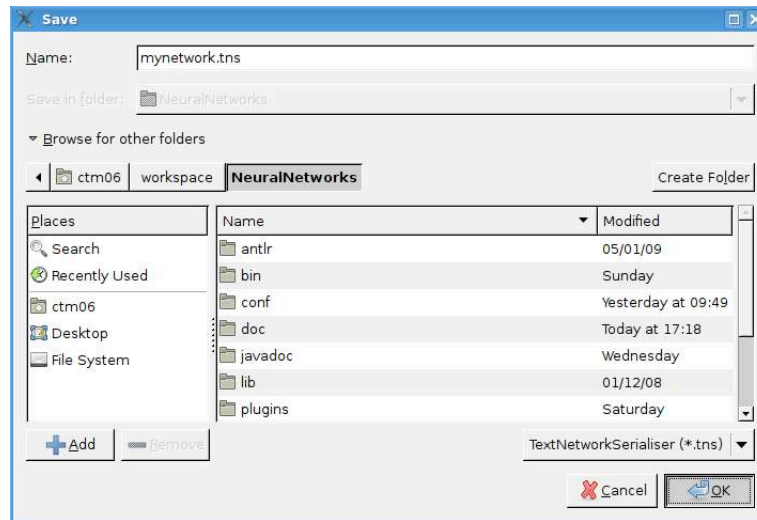 Save
Name: mynetwork.tns
Save in folder: NeuralNetworks
Browse for other folders
ctm06 workspace NeuralNetworks Create Folder
Places Name Modified
Search antlr 05/01/09
Recently Used bin Sunday
ctm06 conf Yesterday at 09:49
Desktop doc Today at 17:18
File System javadoc Wednesday
lib 01/12/08
plugins Saturday
Add Remove TextNetworkSerialiser (*.tns)
Cancel OK